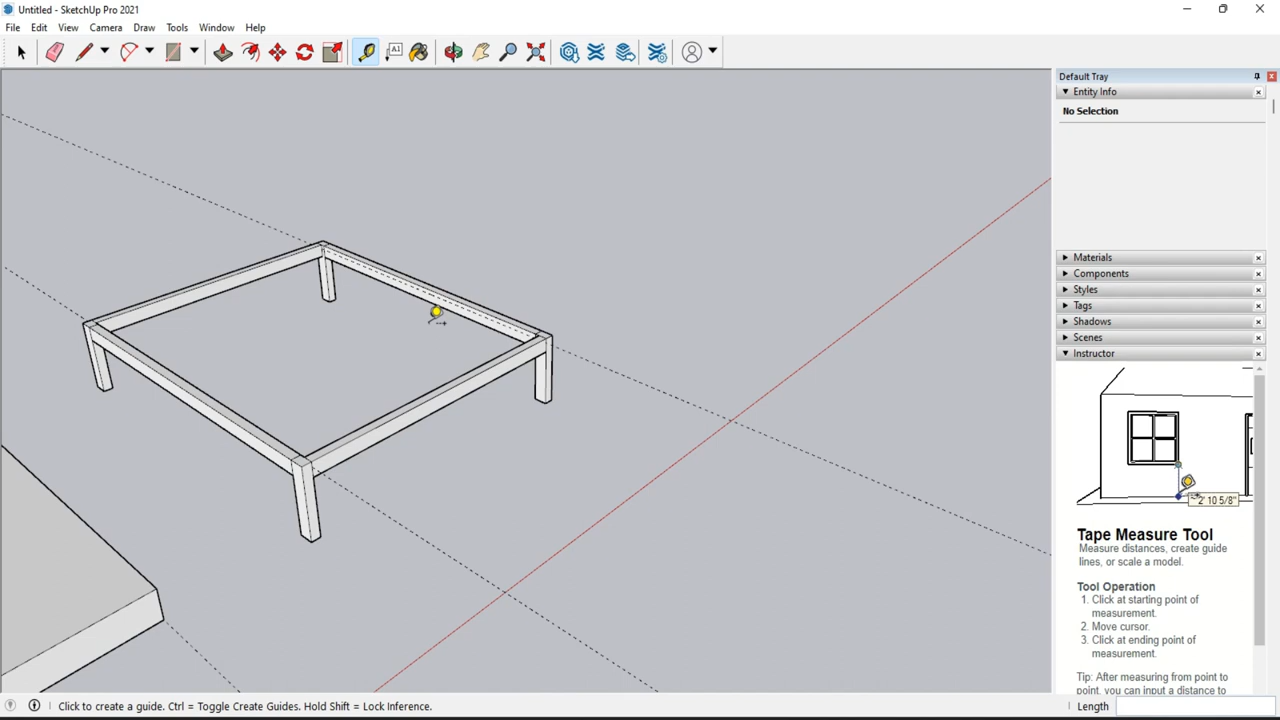 Untitled - SketchUp Pro 2021
File Edit View Camera Draw Tools Window Help
A1
Default Tray
Entity Info
No Selection
Materials
Components
Styles
Tags
Shadows
Scenes
Instructor
2' 10 5/8"
Tape Measure Tool
Measure distances, create guide
lines, or scale a model.
Tool Operation
1. Click at starting point of
measurement.
2. Move cursor.
3. Click at ending point of
measurement.
Tip: After measuring from point to
point, you can input a distance to
Click to create a guide. Ctrl = Toggle Create Guides. Hold Shift = Lock Inference.
Length